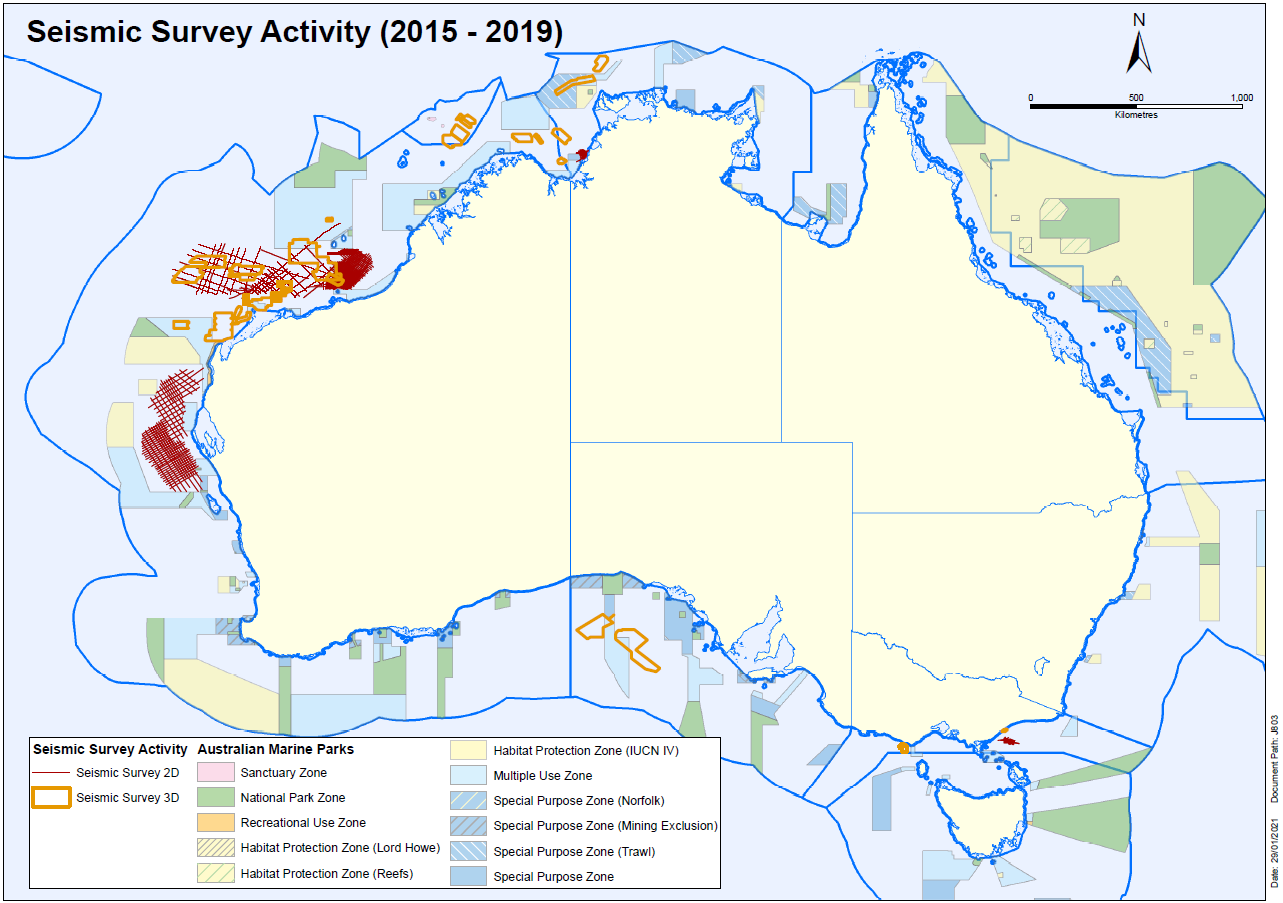 Seismic Survey Activity (2015 - 2019)
N
0 500 1,000
Kilometres
Seismic Survey Activity
Seismic Survey 2D
Seismic Survey 3D
Australian Marine Parks
Sanctuary Zone
National Park Zone
Recreational Use Zone
Habitat Protection Zone (Lord Howe)
Habitat Protection Zone (Reefs)
Habitat Protection Zone (IUCN IV)
Multiple Use Zone
Special Purpose Zone (Norfolk)
Special Purpose Zone (Mining Exclusion)
Special Purpose Zone (Trawl)
Special Purpose Zone
Date: 29/01/2021 Document Path: J803